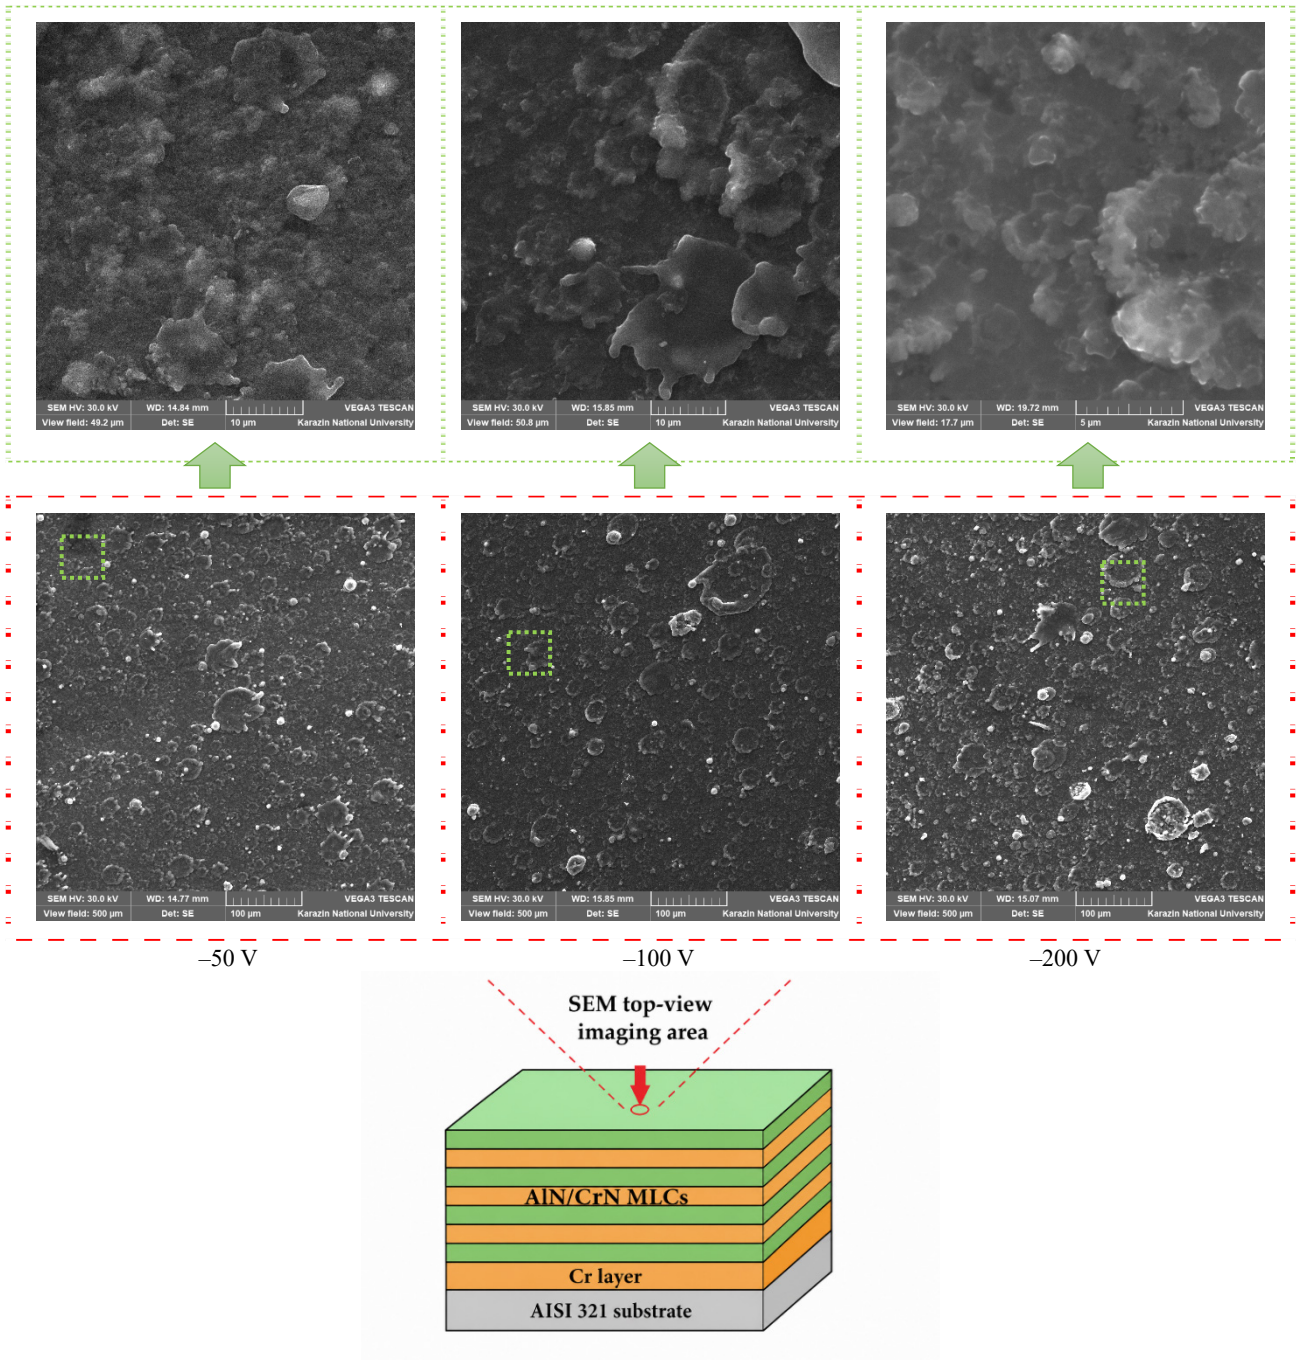 SEM HV: 30.0 kV WD: 14.84 mm VEGA3 TESCAN
View field: 49.2 µm Det: SE 10 µm Karazin National University
SEM HV: 30.0 kV WD: 15.85 mm VEGA3 TESCAN
View field: 50.8 µm Det: SE 10 µm Karazin National University
SEM HV: 30.0 kV WD: 19.72 mm VEGA3 TESCAN
View field: 17.7 µm Det: SE 5 µm Karazin National University
SEM HV: 30.0 kV WD: 14.77 mm VEGA3 TESCAN
View field: 500 µm Det: SE 100 µm Karazin National University
SEM HV: 30.0 kV WD: 15.85 mm VEGA3 TESCAN
View field: 500 µm Det: SE 100 µm Karazin National University
SEM HV: 30.0 kV WD: 15.07 mm VEGA3 TESCAN
View field: 500 µm Det: SE 100 µm Karazin National University
–50 V
–100 V
–200 V
SEM top-view
imaging area
AlN/CrN MLCs
Cr layer
AISI 321 substrate